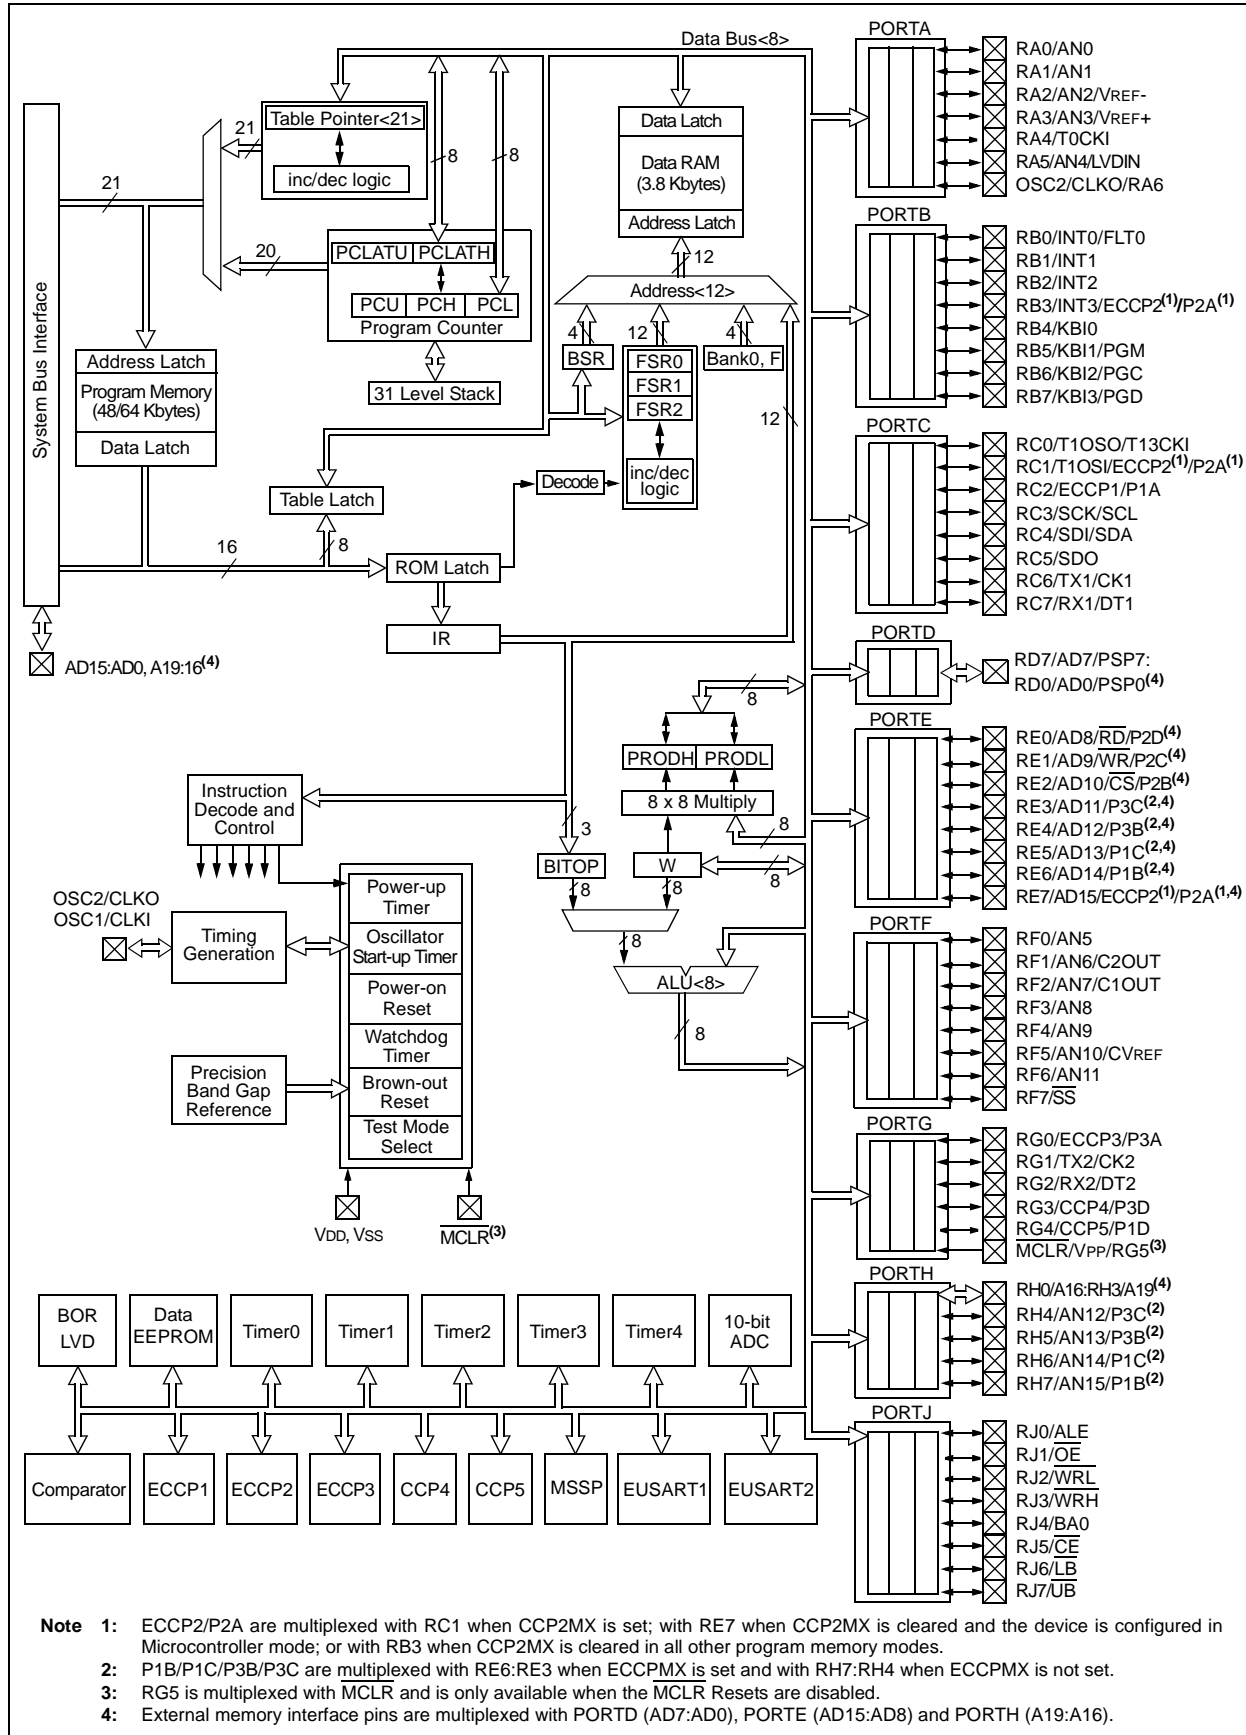 Data Bus<8>
Table Pointer<21>
inc/dec logic
21
21
20
8
8
PCLATU PCLATH
PCU PCH PCL
Program Counter
31 Level Stack
System Bus Interface
Address Latch
Program Memory
(48/64 Kbytes)
Data Latch
16
8
Table Latch
ROM Latch
IR
AD15:AD0, A19:16(4)
Data Latch
Data RAM
(3.8 Kbytes)
Address Latch
12
Address<12>
4
12
4
BSR
FSR0
FSR1
FSR2
inc/dec
logic
Bank0, F
12
Decode
8
PRODH PRODL
8 x 8 Multiply
8
3
BITOP
W
8
8
8
8
ALU<8>
8
Instruction
Decode and
Control
OSC2/CLKO
OSC1/CLKI
Timing
Generation
Precision
Band Gap
Reference
Power-up
Timer
Oscillator
Start-up Timer
Power-on
Reset
Watchdog
Timer
Brown-out
Reset
Test Mode
Select
VDD, VSS
MCLR(3)
BOR
LVD
Data
EEPROM
Timer0
Timer1
Timer2
Timer3
Timer4
10-bit
ADC
Comparator
ECCP1
ECCP2
ECCP3
CCP4
CCP5
MSSP
EUSART1
EUSART2
PORTA
RA0/AN0
RA1/AN1
RA2/AN2/VREF-
RA3/AN3/VREF+
RA4/T0CKI
RA5/AN4/LVDIN
OSC2/CLKO/RA6
PORTB
RB0/INT0/FLT0
RB1/INT1
RB2/INT2
RB3/INT3/ECCP2(1)/P2A(1)
RB4/KBI0
RB5/KBI1/PGM
RB6/KBI2/PGC
RB7/KBI3/PGD
PORTC
RC0/T1OSO/T13CKI
RC1/T1OSI/ECCP2(1)/P2A(1)
RC2/ECCP1/P1A
RC3/SCK/SCL
RC4/SDI/SDA
RC5/SDO
RC6/TX1/CK1
RC7/RX1/DT1
PORTD
RD7/AD7/PSP7:
RD0/AD0/PSP0(4)
PORTE
RE0/AD8/RD/P2D(4)
RE1/AD9/WR/P2C(4)
RE2/AD10/CS/P2B(4)
RE3/AD11/P3C(2,4)
RE4/AD12/P3B(2,4)
RE5/AD13/P1C(2,4)
RE6/AD14/P1B(2,4)
RE7/AD15/ECCP2(1)/P2A(1,4)
PORTF
RF0/AN5
RF1/AN6/C2OUT
RF2/AN7/C1OUT
RF3/AN8
RF4/AN9
RF5/AN10/CVREF
RF6/AN11
RF7/SS
PORTG
RG0/ECCP3/P3A
RG1/TX2/CK2
RG2/RX2/DT2
RG3/CCP4/P3D
RG4/CCP5/P1D
MCLR/VPP/RG5(3)
PORTH
RH0/A16:RH3/A19(4)
RH4/AN12/P3C(2)
RH5/AN13/P3B(2)
RH6/AN14/P1C(2)
RH7/AN15/P1B(2)
PORTJ
RJ0/ALE
RJ1/OE
RJ2/WRL
RJ3/WRH
RJ4/BA0
RJ5/CE
RJ6/LB
RJ7/UB
Note 1: ECCP2/P2A are multiplexed with RC1 when CCP2MX is set; with RE7 when CCP2MX is cleared and the device is configured in
Microcontroller mode; or with RB3 when CCP2MX is cleared in all other program memory modes.
2: P1B/P1C/P3B/P3C are multiplexed with RE6:RE3 when ECCPMX is set and with RH7:RH4 when ECCPMX is not set.
3: RG5 is multiplexed with MCLR and is only available when the MCLR Resets are disabled.
4: External memory interface pins are multiplexed with PORTD (AD7:AD0), PORTE (AD15:AD8) and PORTH (A19:A16).